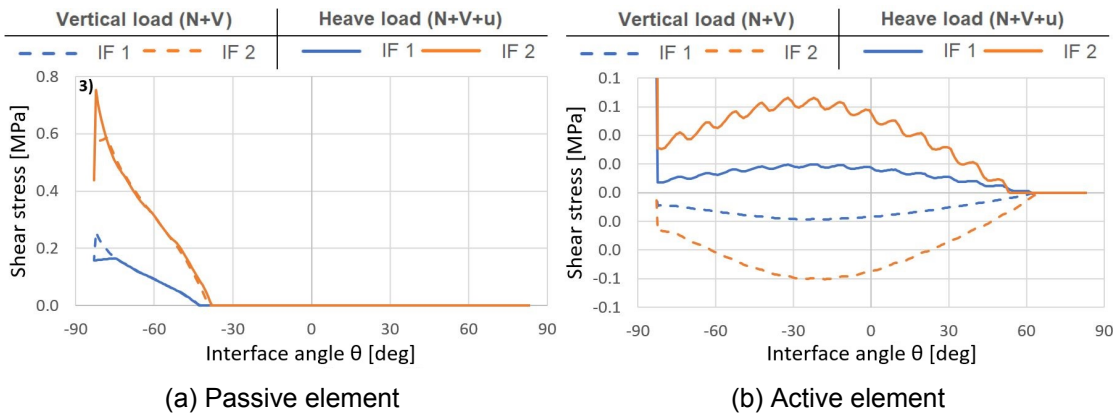 Vertical load (N+V) Heave load (N+V+u)
IF 1 IF 2 IF 1 IF 2
0.8
0.6
0.4
0.2
0.0
Shear stress [MPa]
3)
-90 -60 -30 0 30 60 90
Interface angle θ [deg]
(a) Passive element
Vertical load (N+V) Heave load (N+V+u)
IF 1 IF 2 IF 1 IF 2
0.1
0.1
0.0
0.0
0.0
0.0
0.0
-0.1
-0.1
Shear stress [MPa]
-90 -60 -30 0 30 60 90
Interface angle θ [deg]
(b) Active element